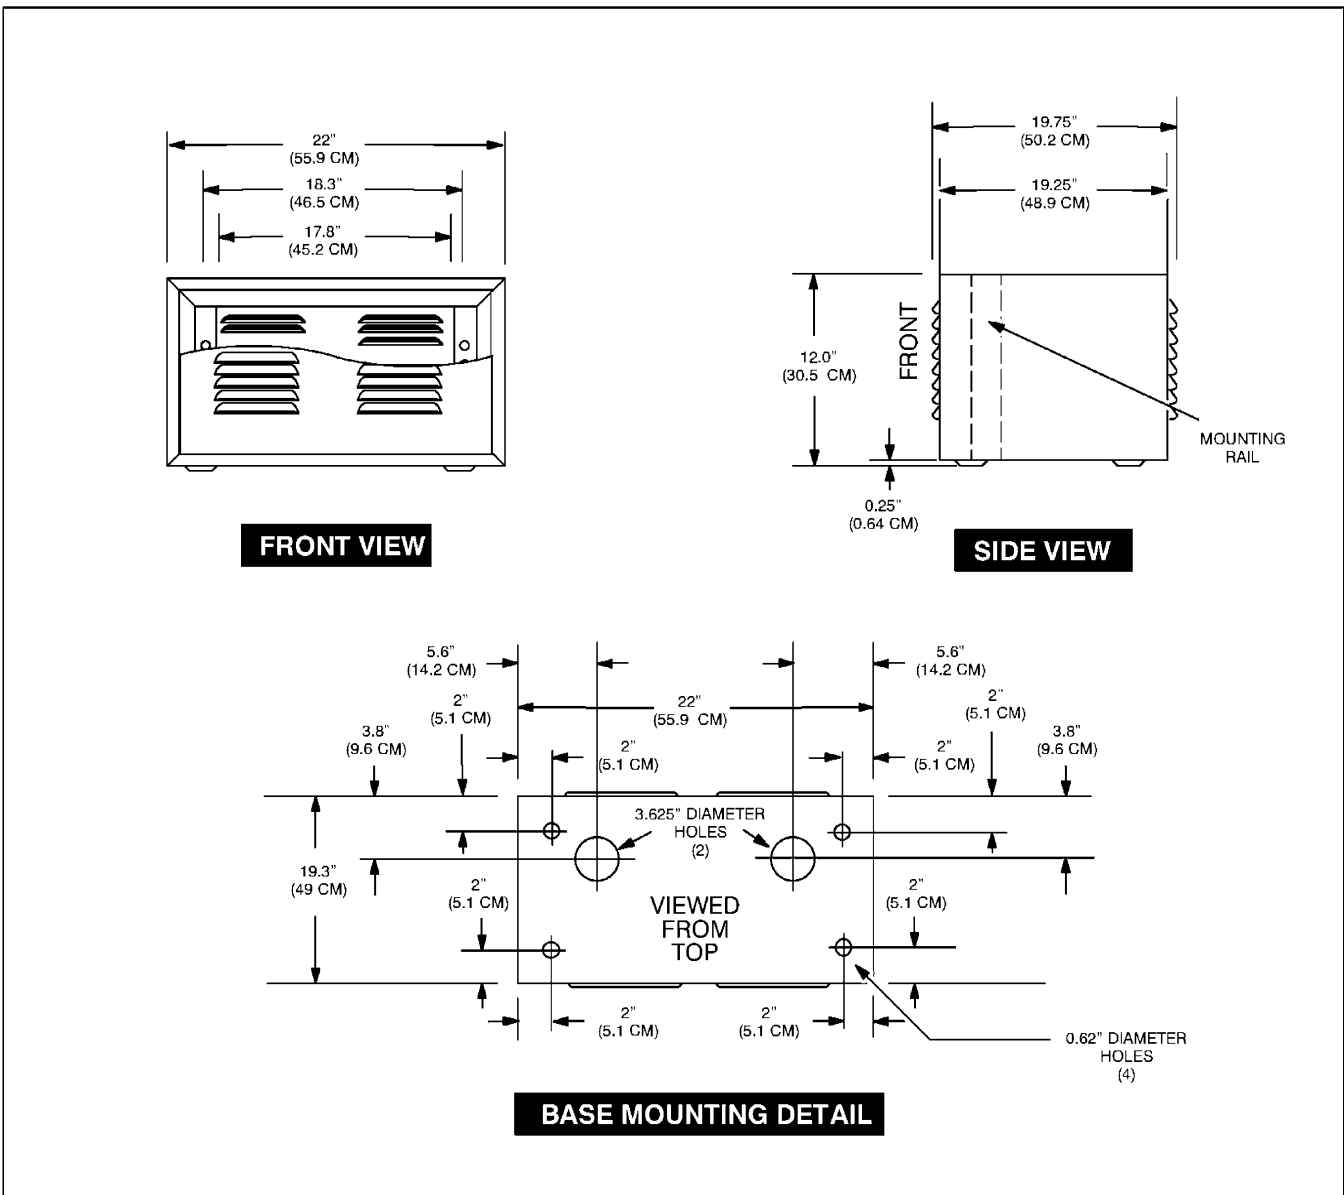 22"
(55.9 CM)
18.3"
(46.5 CM)
17.8"
(45.2 CM)
FRONT VIEW
19.75"
(50.2 CM)
19.25"
(48.9 CM)
FRONT
12.0"
(30.5 CM)
MOUNTING
RAIL
0.25"
(0.64 CM)
SIDE VIEW
5.6"
(14.2 CM)
5.6"
(14.2 CM)
2"
(5.1 CM)
22"
(55.9 CM)
2"
(5.1 CM)
3.8"
(9.6 CM)
2"
(5.1 CM)
2"
(5.1 CM)
3.8"
(9.6 CM)
3.625" DIAMETER
HOLES
(2)
19.3"
(49 CM)
2"
(5.1 CM)
2"
(5.1 CM)
VIEWED
FROM
TOP
2"
(5.1 CM)
2"
(5.1 CM)
0.62" DIAMETER
HOLES
(4)
BASE MOUNTING DETAIL